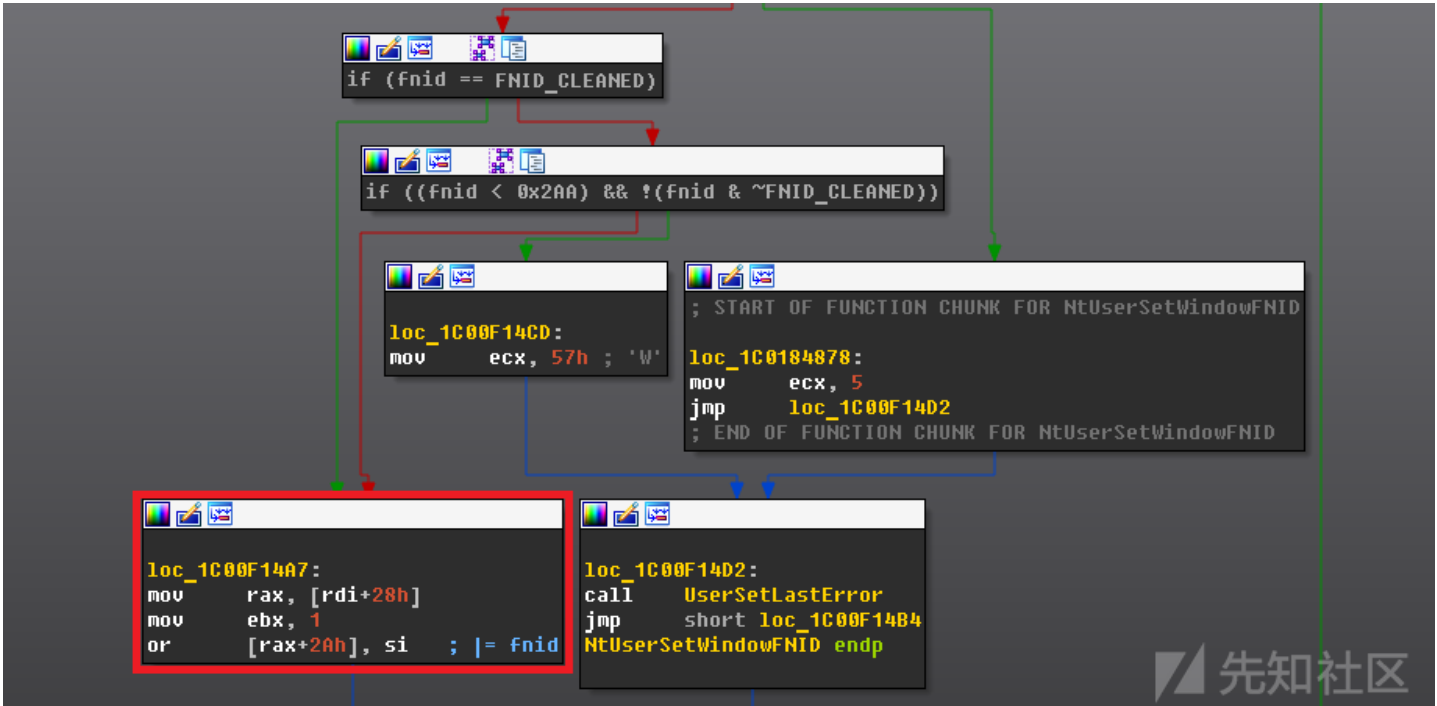 if (fnid == FNID_CLEANED)
if ((fnid < 0x2AA) && !(fnid & ~FNID_CLEANED))
loc_1C00F14CD:
mov ecx, 57h ; 'W'
; START OF FUNCTION CHUNK FOR NtUserSetWindowFNID
loc_1C0184878:
mov ecx, 5
jmp loc_1C00F14D2
; END OF FUNCTION CHUNK FOR NtUserSetWindowFNID
loc_1C00F14A7:
mov rax, [rdi+28h]
mov ebx, 1
or [rax+2Ah], si ; |= fnid
loc_1C00F14D2:
call UserSetLastError
jmp short loc_1C00F14B4
NtUserSetWindowFNID endp
先知社区